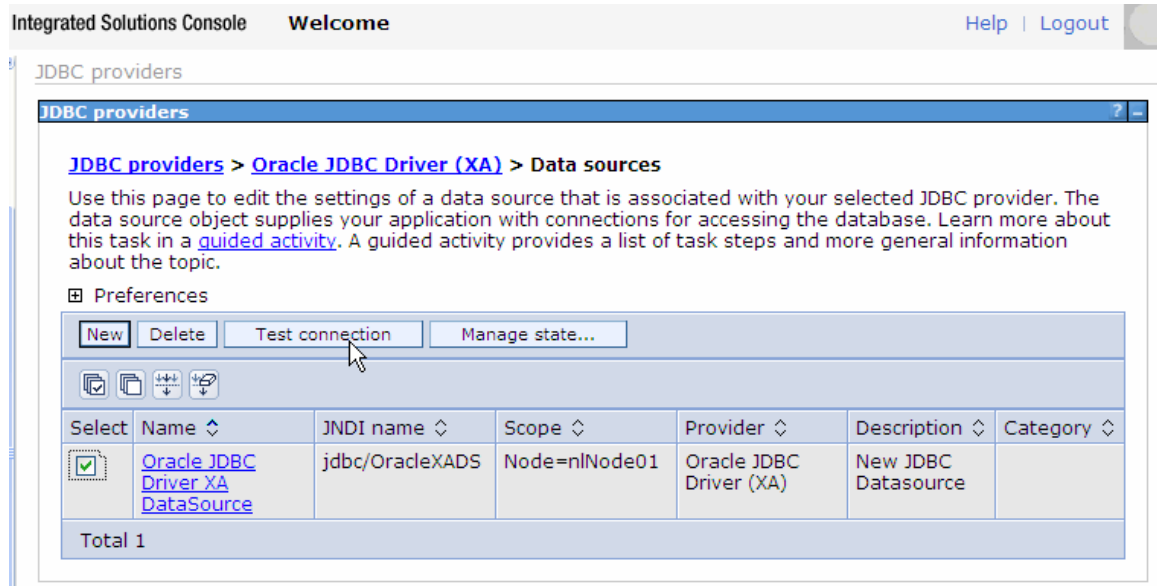 Integrated Solutions Console Welcome Help | Logout
JDBC providers
JDBC providers ? -
JDBC providers > Oracle JDBC Driver (XA) > Data sources
Use this page to edit the settings of a data source that is associated with your selected JDBC provider. The
data source object supplies your application with connections for accessing the database. Learn more about
this task in a guided activity. A guided activity provides a list of task steps and more general information
about the topic.
Preferences
New Delete Test connection Manage state...
Select Name JNDI name Scope Provider Description Category
Oracle JDBC jdbc/OracleXADS Node=nlNode01 Oracle JDBC New JDBC
Driver XA Driver (XA) Datasource
DataSource
Total 1